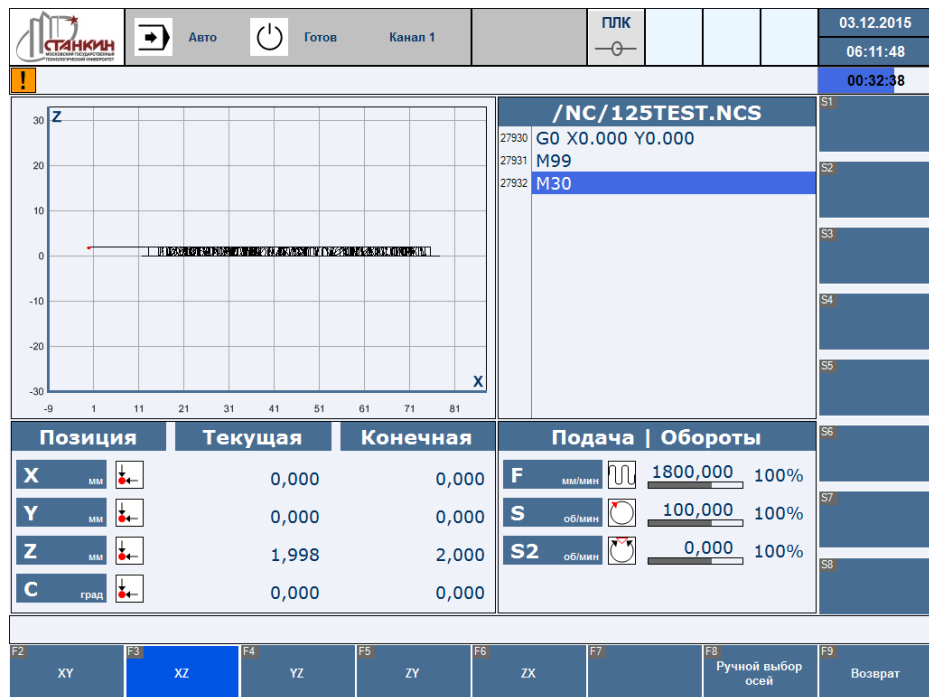 СТАНКИН
МОСКОВСКИЙ ГОСУДАРСТВЕННЫЙ
ТЕХНОЛОГИЧЕСКИЙ УНИВЕРСИТЕТ
Авто
Готов
Канал 1
ПЛК
03.12.2015
06:11:48
!
00:32:38
Z
30
20
10
0
-10
-20
-30
X
-9 1 11 21 31 41 51 61 71 81
/NC/125TEST.NCS
27930 G0 X0.000 Y0.000
27931 M99
27932 M30
S1
S2
S3
S4
S5
S6
S7
S8
Позиция Текущая Конечная
X мм 0,000 0,000
Y мм 0,000 0,000
Z мм 1,998 2,000
C град 0,000 0,000
Подача | Обороты
F мм/мин 1800,000 100%
S об/мин 100,000 100%
S2 об/мин 0,000 100%
F2 XY
F3 XZ
F4 YZ
F5 ZY
F6 ZX
F7
F8 Ручной выбор
осей
F9 Возврат